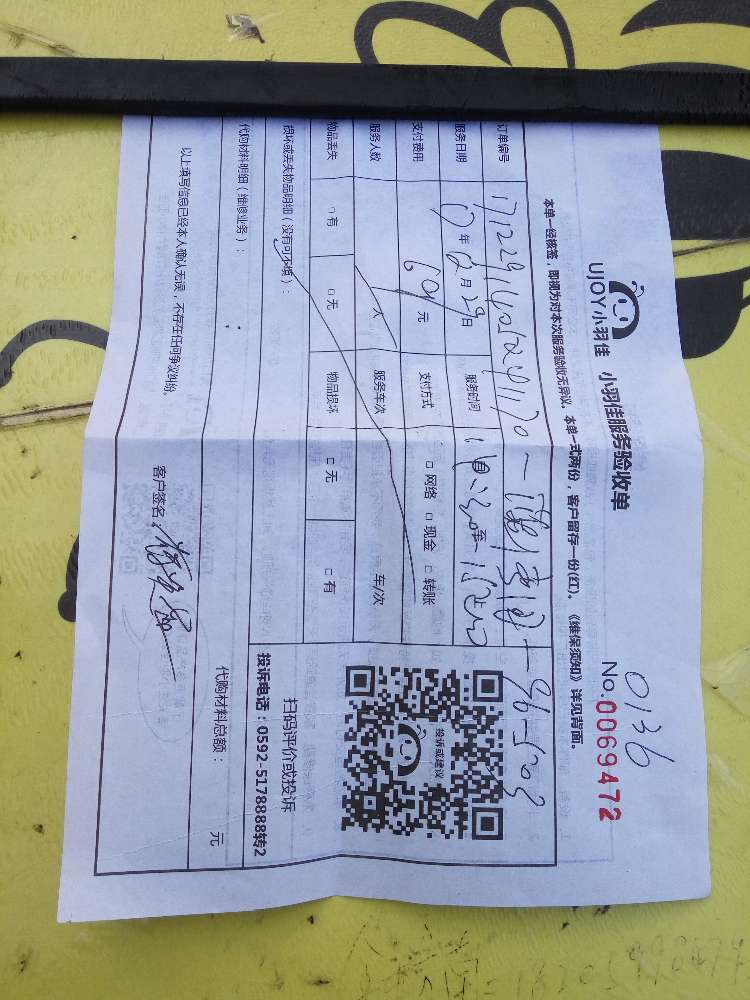 0136
UJOY小羽佳 小羽佳服务验收单
No.0069472
本单一经核签，即视为对本次服务验收无异议。本单一式两份，客户留存一份(红)。《维保须知》详见背面。
订单编号
服务日期 17年12月29日 服务时间 至
支付费用 69元 支付方式 □ 网络 □ 现金 □ 转账
服务人数 人 服务车次 车/次
物品丢失 □ 有 □ 无 物品损坏 □ 无 □ 有
投诉或建议
扫码评价或投诉
投诉电话：0592-5178888转2
损坏或丢失物品明细（没有可不填）：
代购材料明细（维修业务）： 代购材料总额： 元
以上填写信息已经本人确认无误，不存在任何争议纠纷。
客户签名：